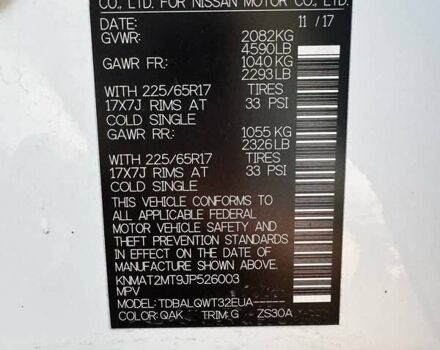 CO., LTD. FOR NISSAN MOTOR CO., LTD.
DATE: 11 / 17
GVWR: 2082KG
4590LB
GAWR FR: 1040 KG
2293LB
WITH 225/65R17 TIRES
17X7J RIMS AT 33 PSI
COLD SINGLE
GAWR RR: 1055 KG
2326LB
WITH 225/65R17 TIRES
17X7J RIMS AT 33 PSI
COLD SINGLE
THIS VEHICLE CONFORMS TO
ALL APPLICABLE FEDERAL
MOTOR VEHICLE SAFETY AND
THEFT PREVENTION STANDARDS
IN EFFECT ON THE DATE OF
MANUFACTURE SHOWN ABOVE.
KNMAT2MT9JP526003
MPV
MODEL: TDBALQWT32EUA-----
COLOR: QAK TRIM: G ZS30A